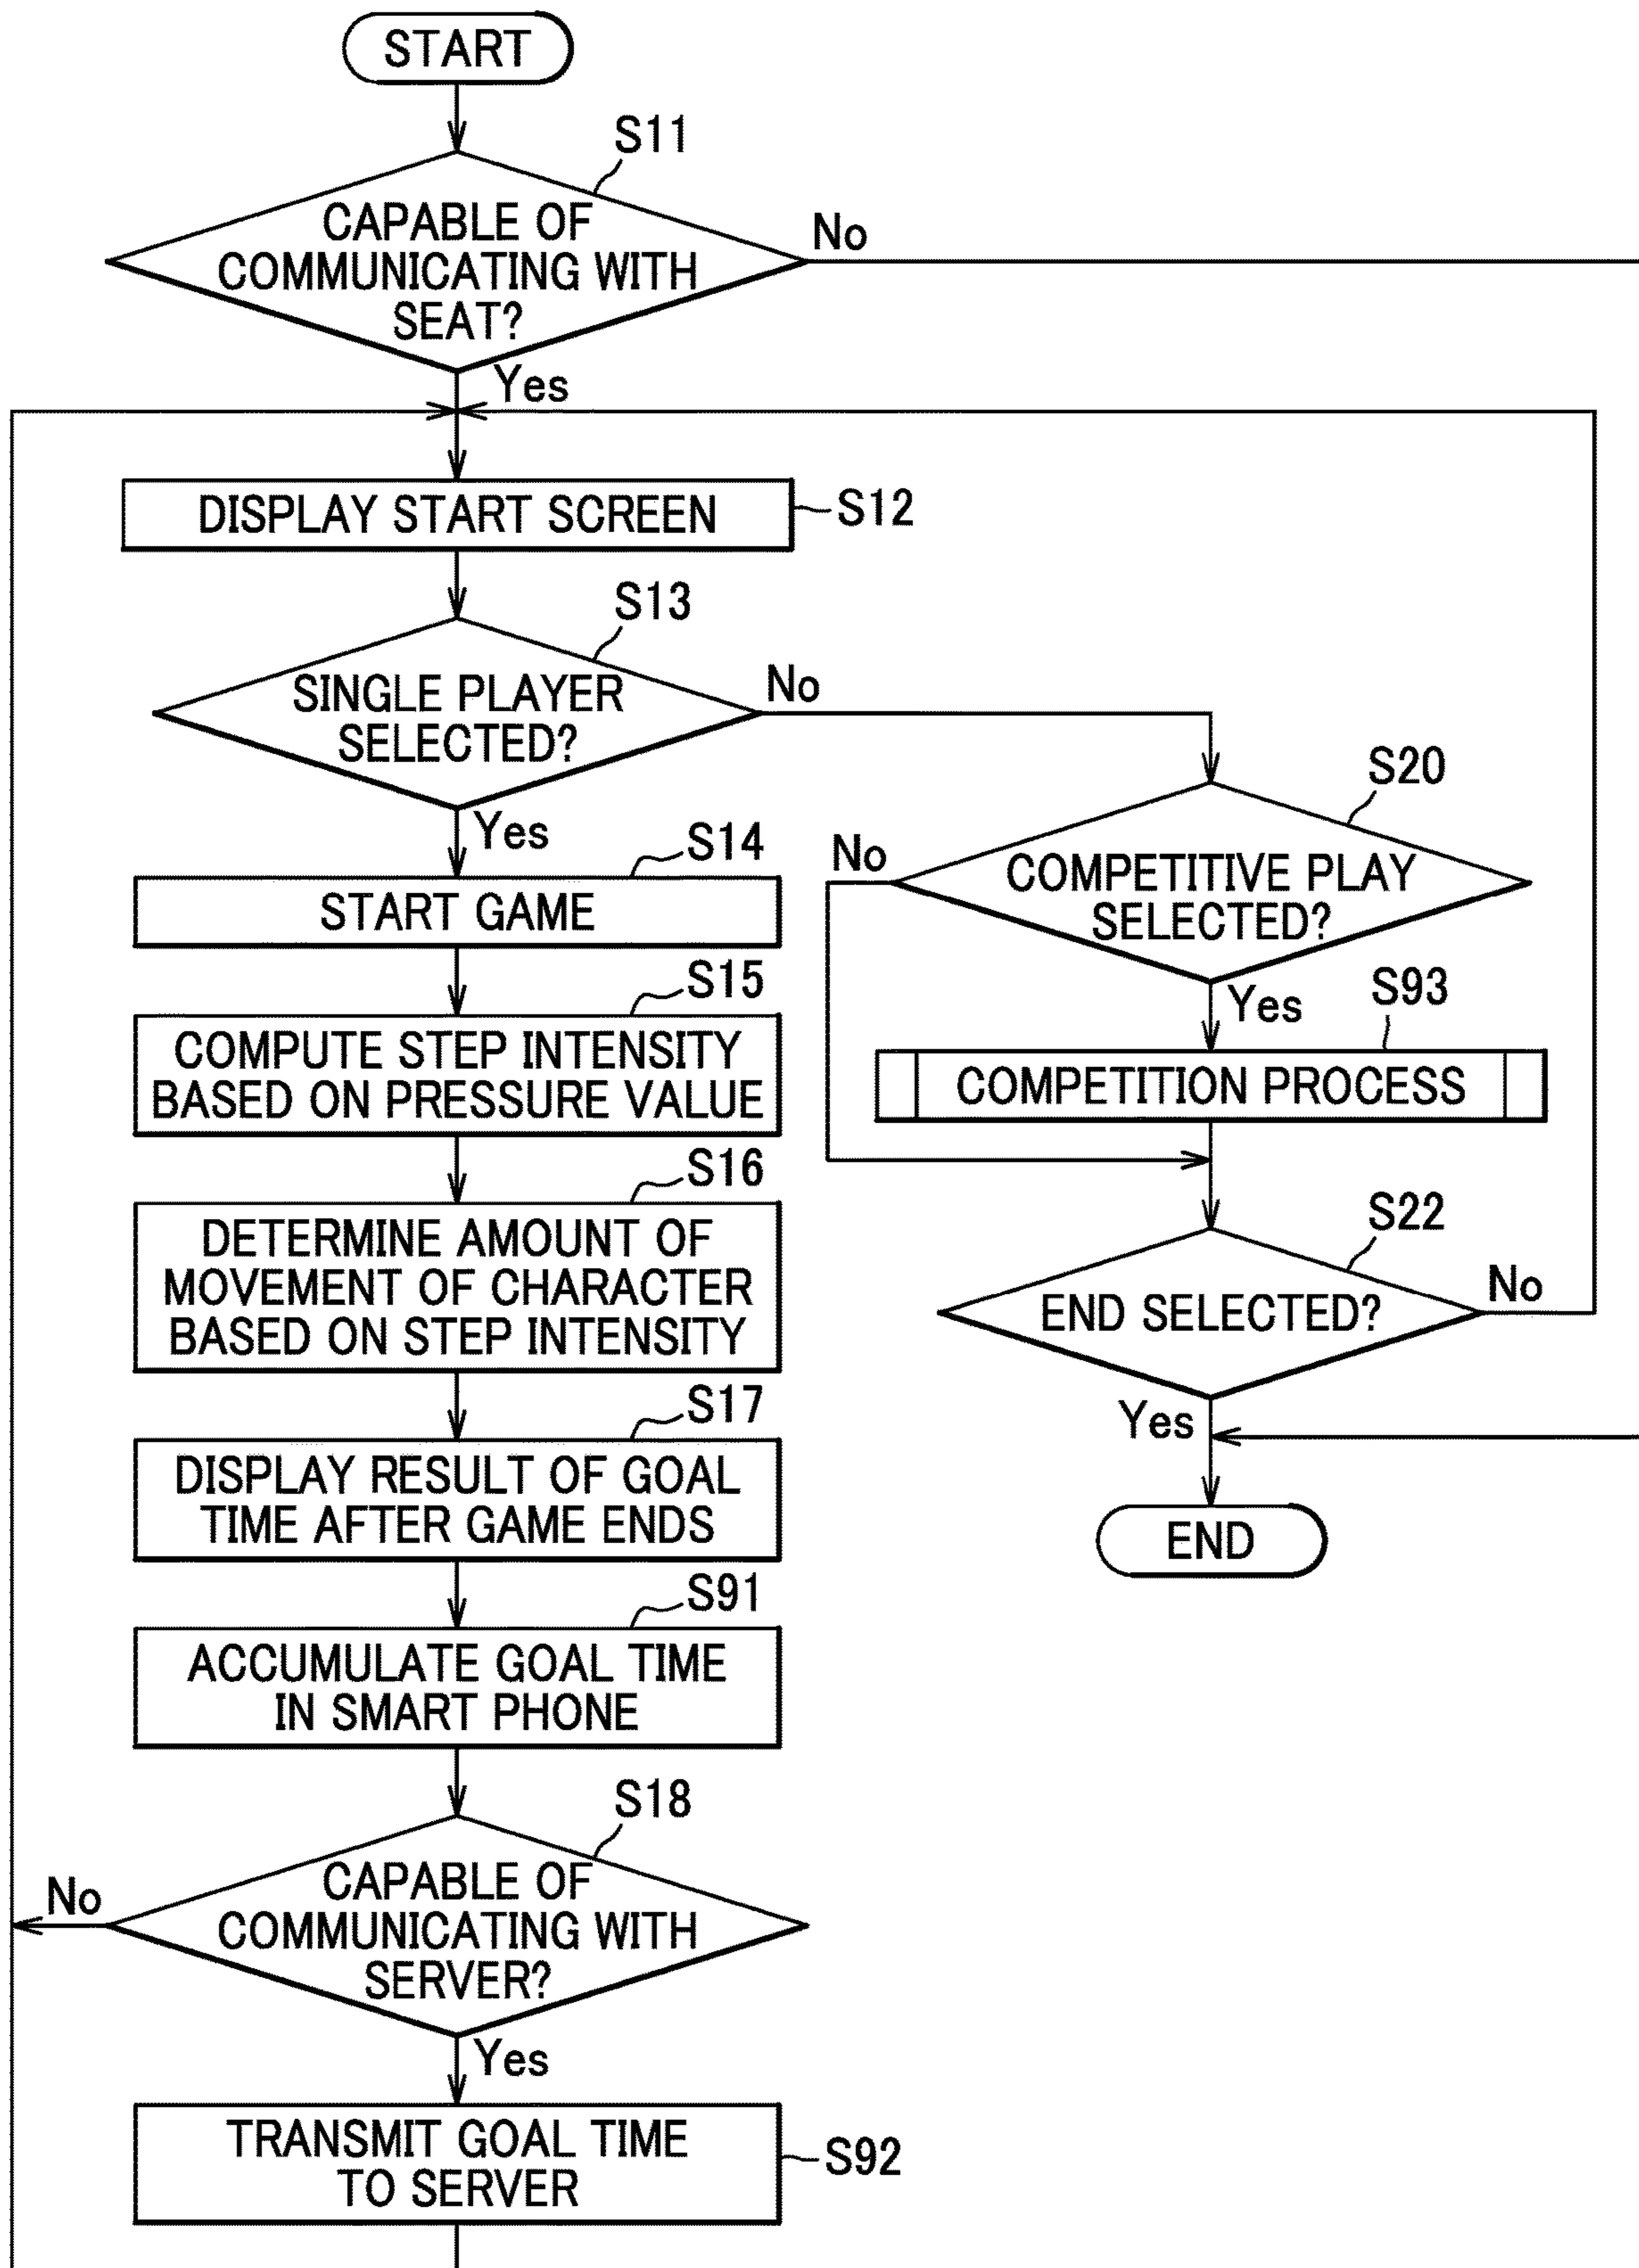 START
S11
CAPABLE OF
COMMUNICATING WITH
SEAT?
No
Yes
DISPLAY START SCREEN
S12
S13
SINGLE PLAYER
SELECTED?
No
Yes
S14
START GAME
S15
COMPUTE STEP INTENSITY
BASED ON PRESSURE VALUE
S16
DETERMINE AMOUNT OF
MOVEMENT OF CHARACTER
BASED ON STEP INTENSITY
S17
DISPLAY RESULT OF GOAL
TIME AFTER GAME ENDS
S91
ACCUMULATE GOAL TIME
IN SMART PHONE
S18
CAPABLE OF
COMMUNICATING WITH
SERVER?
No
Yes
TRANSMIT GOAL TIME
TO SERVER
S92
S20
COMPETITIVE PLAY
SELECTED?
No
Yes
S93
COMPETITION PROCESS
S22
END SELECTED?
No
Yes
END